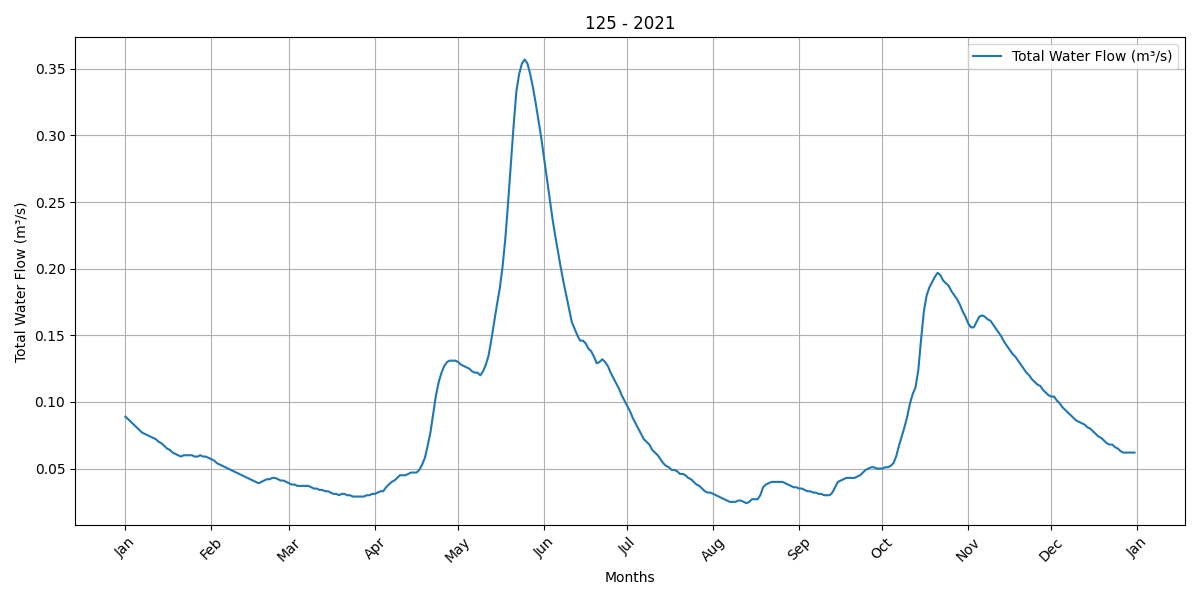 125 - 2021
Total Water Flow (m³/s)
0.35
0.30
0.25
0.20
0.15
0.10
0.05
Total Water Flow (m³/s)
Jan
Feb
Mar
Apr
May
Jun
Jul
Aug
Sep
Oct
Nov
Dec
Jan
Months